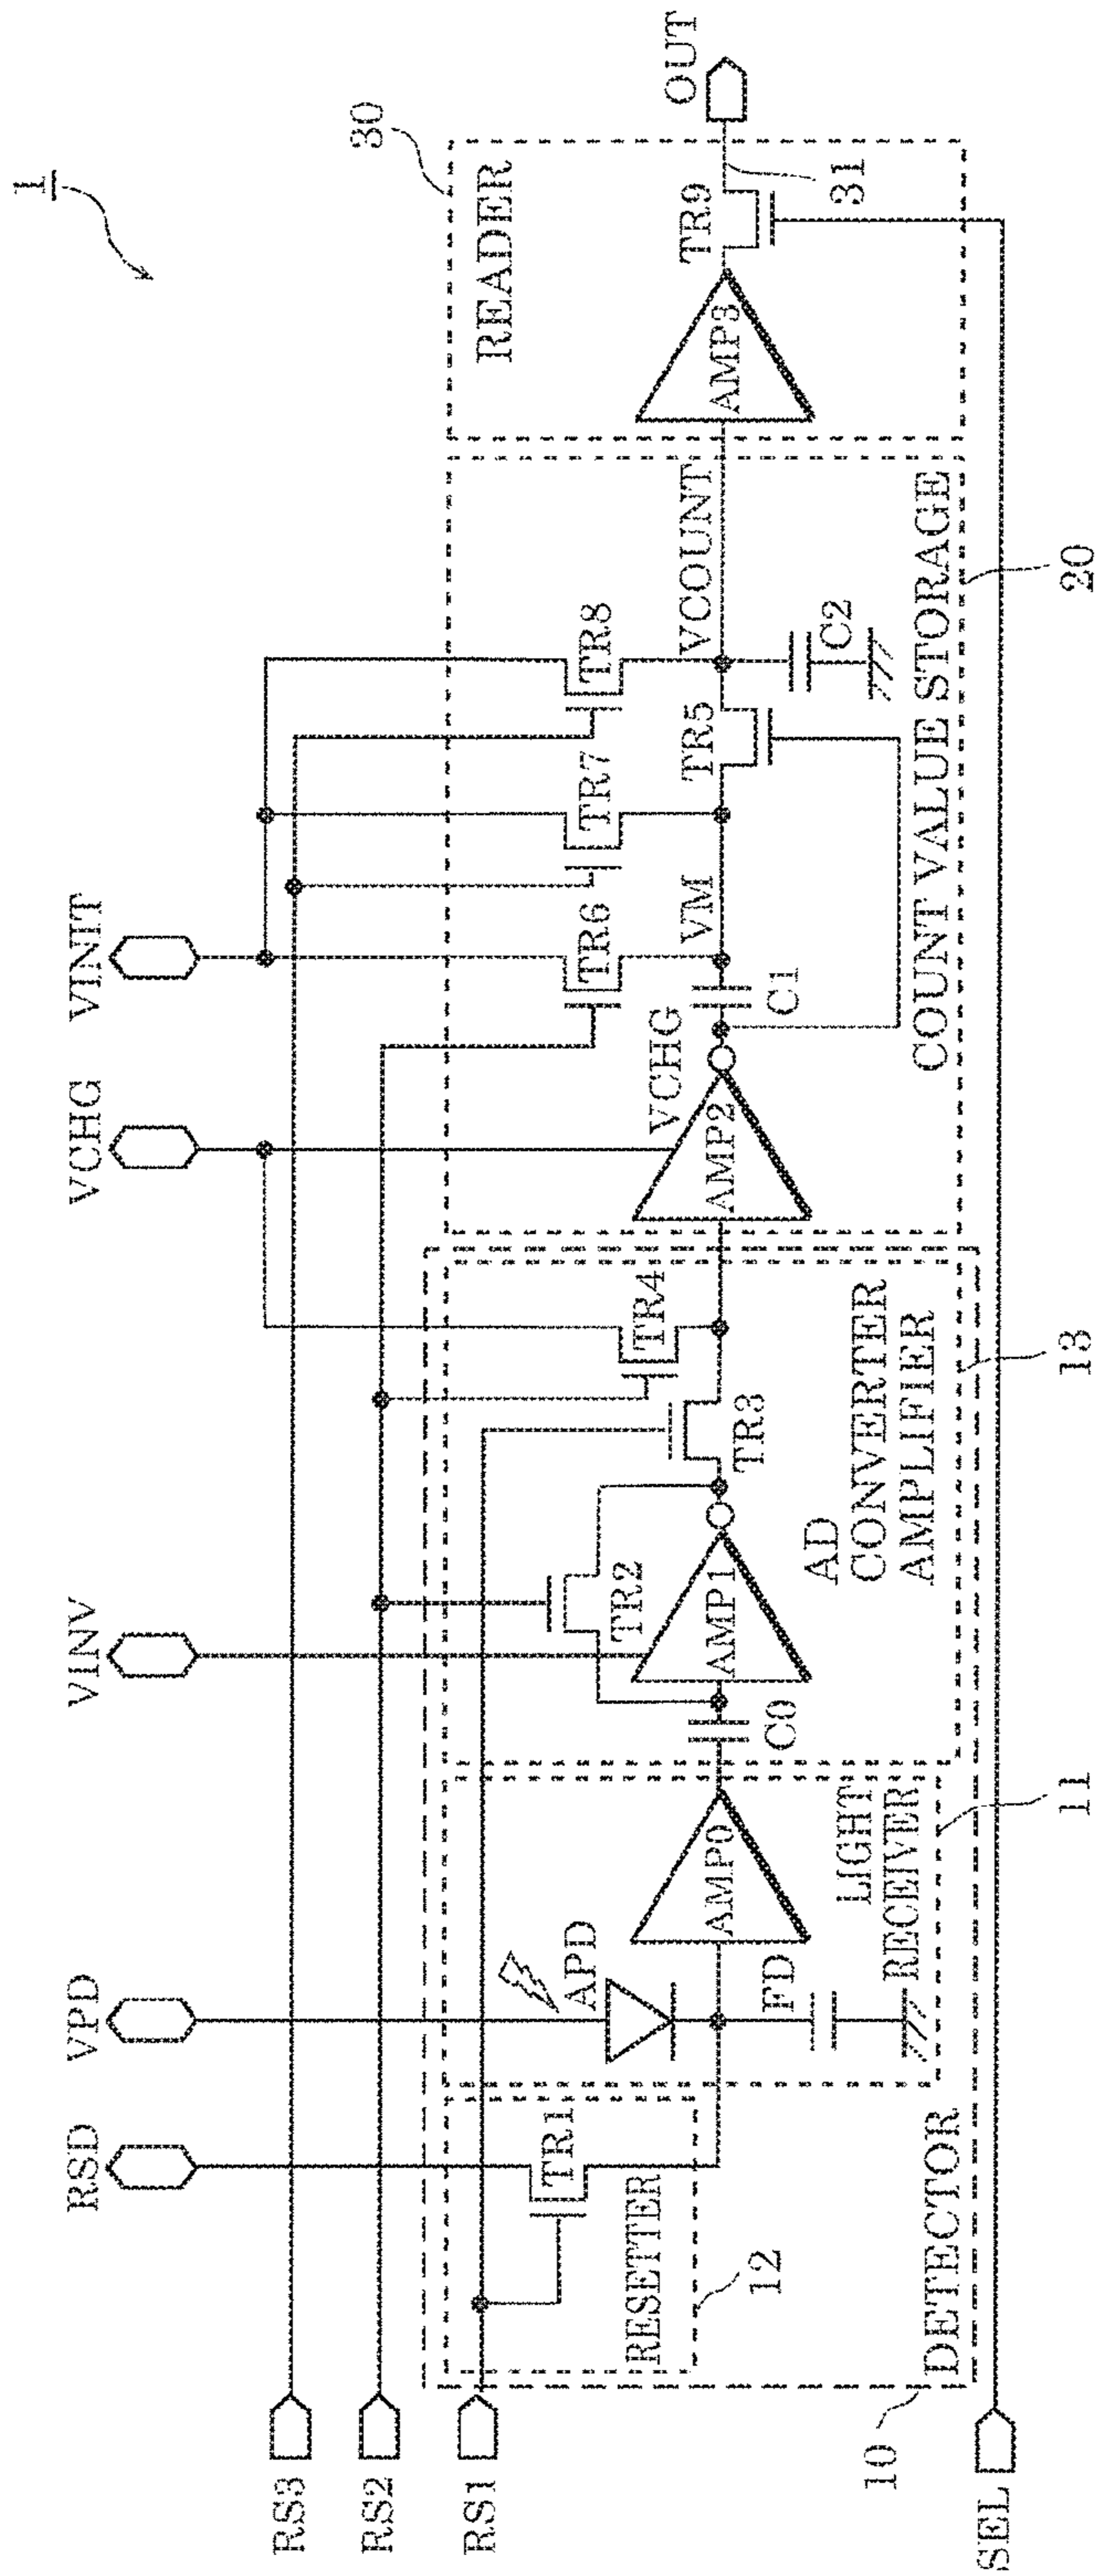 1
RSD
VPD
VINV
VCHG
VINIT
RS3
RS2
RS1
30
READER
OUT
TR1
RESETTER
12
APD
FD
AMP0
LIGHT
RECEIVER
11
C0
AMP1
TR2
TR3
TR4
AD
CONVERTER
AMPLIFIER
13
AMP2
VCHG
C1
VM
TR6
TR7
TR8
TR5
VCOUNT
C2
COUNT VALUE STORAGE
20
AMP3
TR9
31
DETECTOR
10
SEL